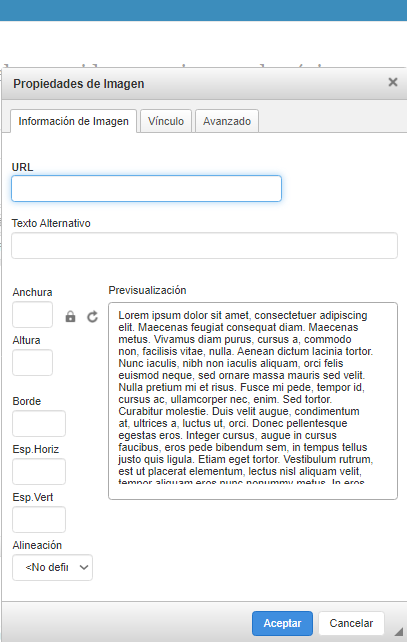 Propiedades de Imagen
Información de Imagen
Vínculo
Avanzado
URL
Texto Alternativo
Anchura
Previsualización
Altura
Borde
Esp.Horiz
Esp.Vert
Alineación
<No defin
Lorem ipsum dolor sit amet, consectetuer adipiscing
elit. Maecenas feugiat consequat diam. Maecenas
metus. Vivamus diam purus, cursus a, commodo
non, facilisis vitae, nulla. Aenean dictum lacinia tortor.
Nunc iaculis, nibh non iaculis aliquam, orci felis
euismod neque, sed ornare massa mauris sed velit.
Nulla pretium mi et risus. Fusce mi pede, tempor id,
cursus ac, ullamcorper nec, enim. Sed tortor.
Curabitur molestie. Duis velit augue, condimentum
at, ultrices a, luctus ut, orci. Donec pellentesque
egestas eros. Integer cursus, augue in cursus
faucibus, eros pede bibendum sem, in tempus tellus
justo quis ligula. Etiam eget tortor. Vestibulum rutrum,
est ut placerat elementum, lectus nisl aliquam velit,
tempor aliquam eros nunc nonummy metus. In eros
Aceptar
Cancelar